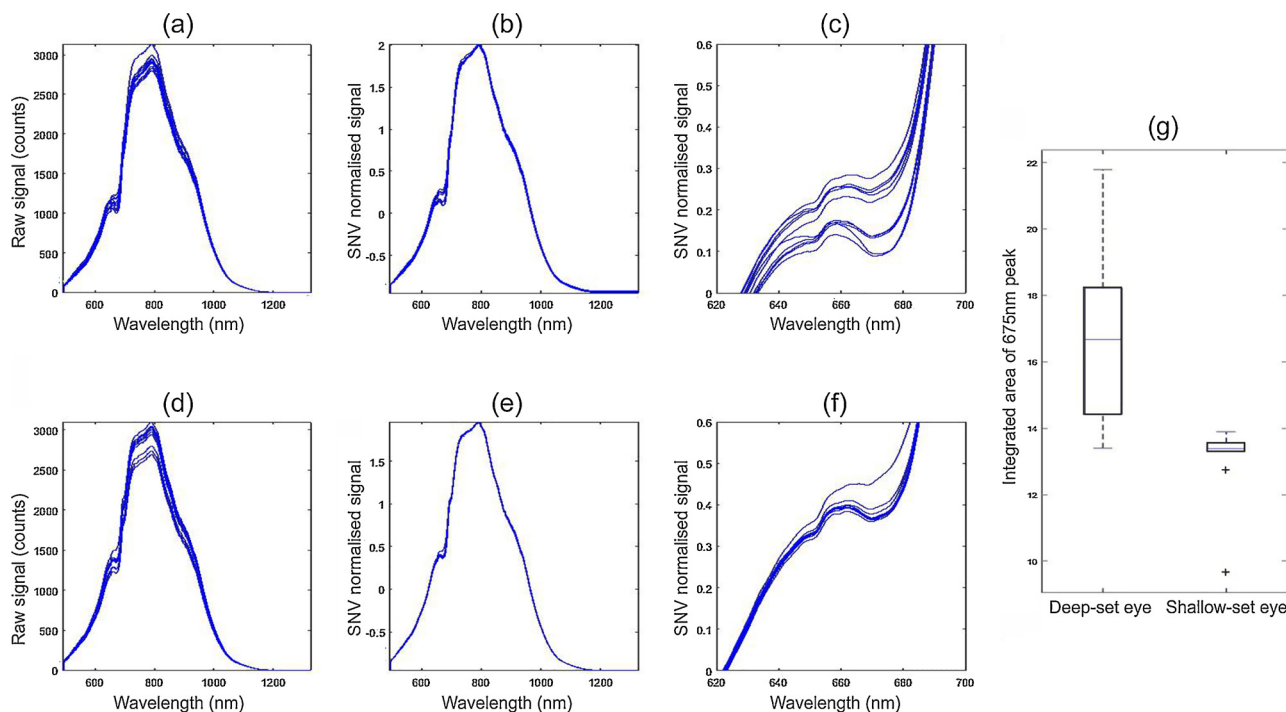 (a)
3000
2500
2000
1500
1000
500
0
600 800 1000 1200
Raw signal (counts)
Wavelength (nm)
(b)
2
1.5
1
0.5
0
-0.5
600 800 1000 1200
SNV normalised signal
Wavelength (nm)
(c)
0.6
0.5
0.4
0.3
0.2
0.1
0
620 640 660 680 700
SNV normalised signal
Wavelength (nm)
(d)
3000
2500
2000
1500
1000
500
0
600 800 1000 1200
Raw signal (counts)
Wavelength (nm)
(e)
1.5
1
0.5
0
-0.5
600 800 1000 1200
SNV normalised signal
Wavelength (nm)
(f)
0.6
0.5
0.4
0.3
0.2
0.1
0
620 640 660 680 700
SNV normalised signal
Wavelength (nm)
(g)
22
20
18
16
14
12
10
Integrated area of 675nm peak
Deep-set eye Shallow-set eye